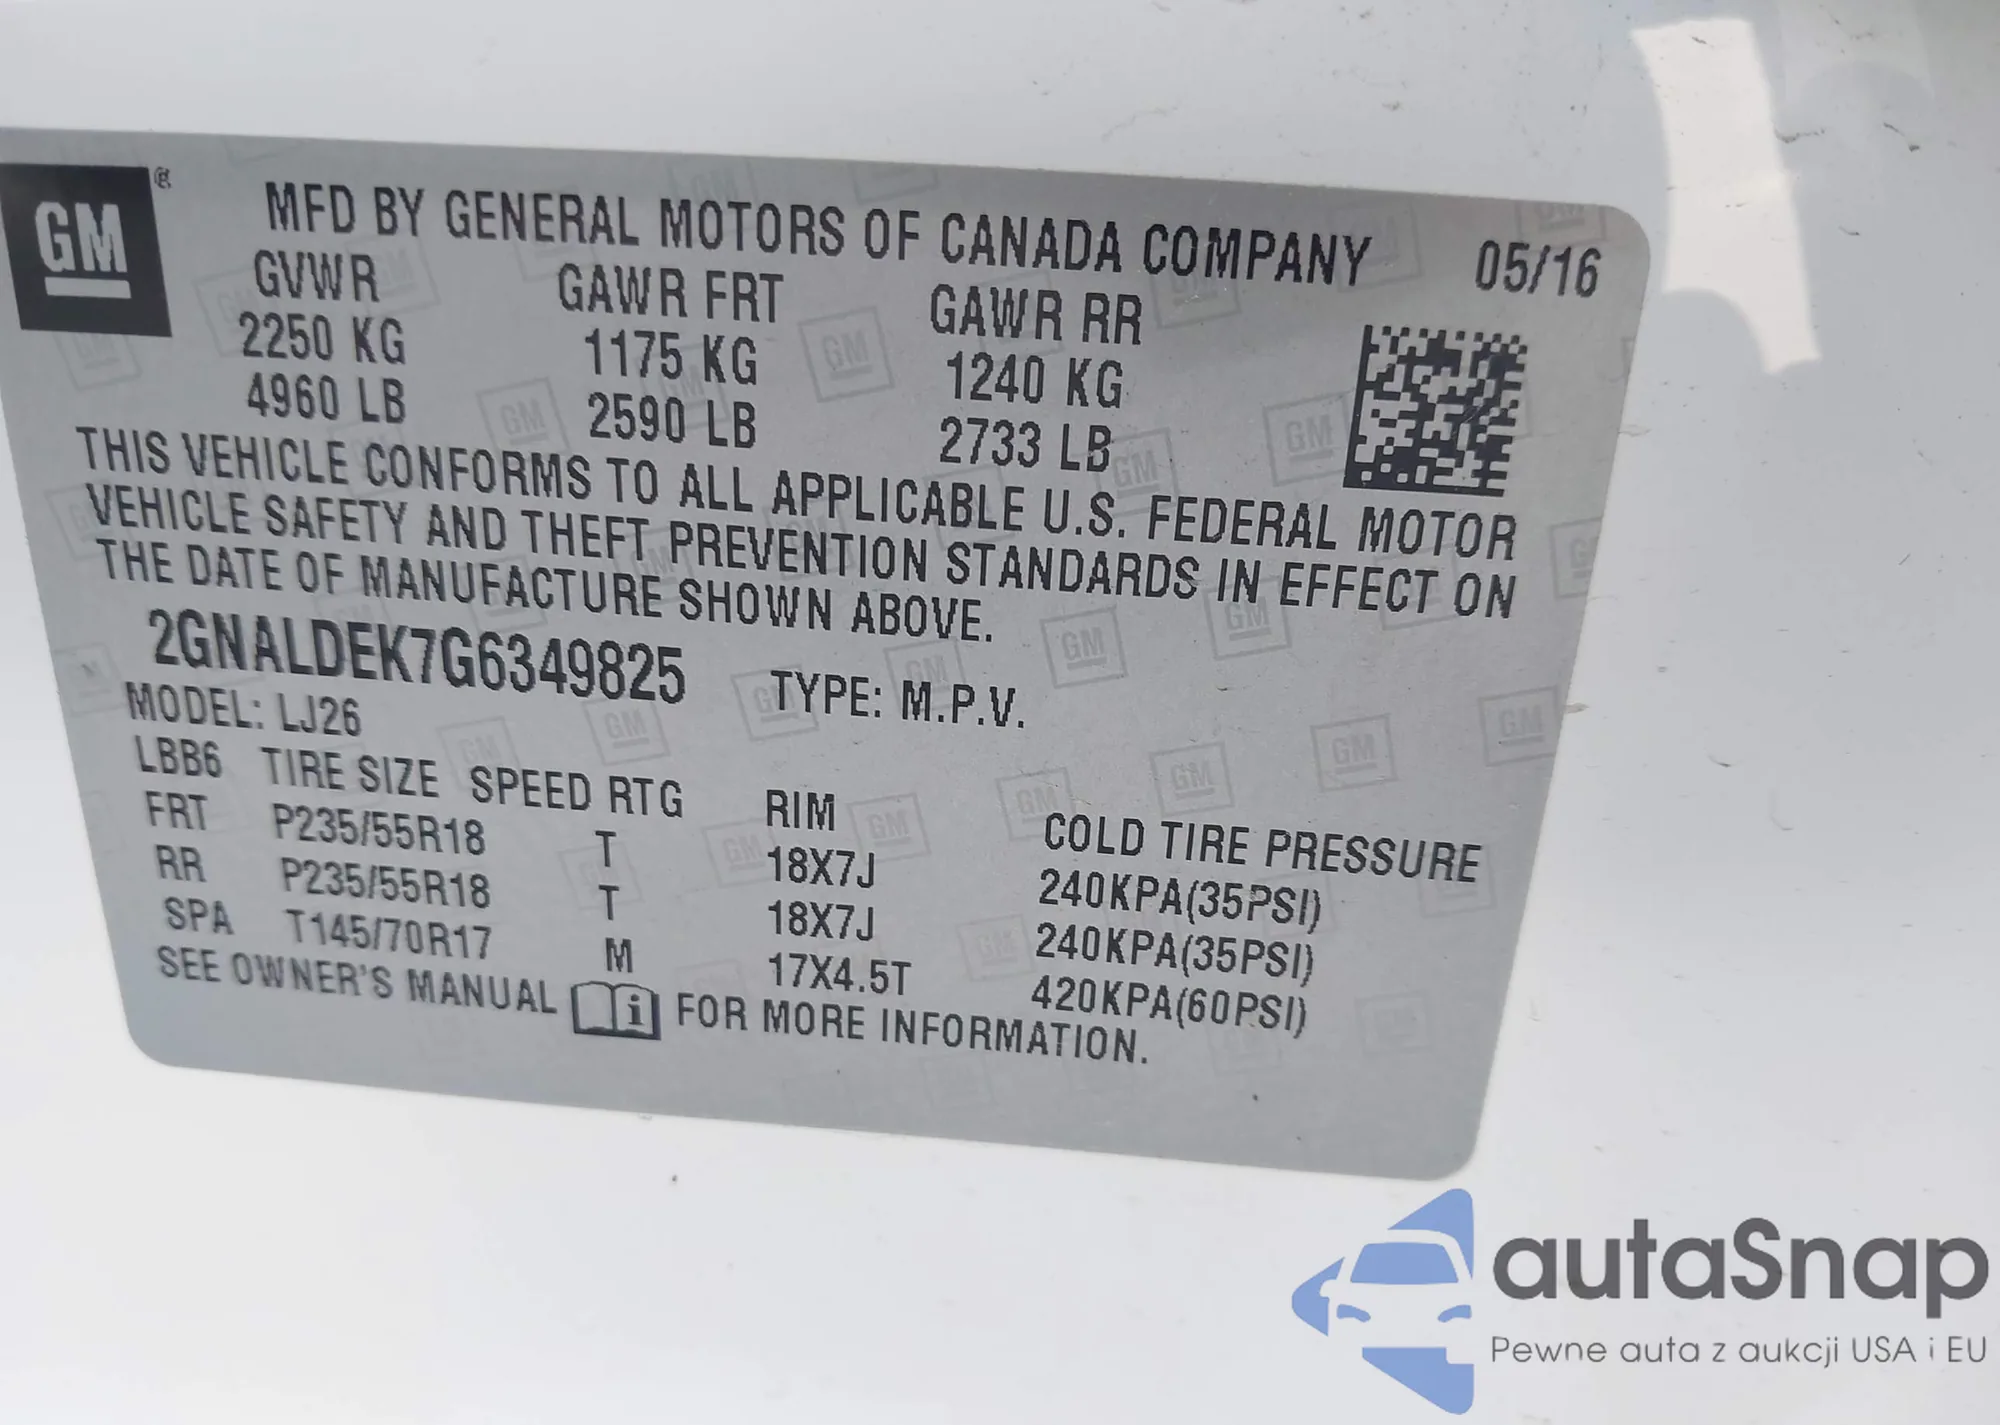 GM
MFD BY GENERAL MOTORS OF CANADA COMPANY 05/16
GVWR GAWR FRT GAWR RR
2250 KG 1175 KG 1240 KG
4960 LB 2590 LB 2733 LB
THIS VEHICLE CONFORMS TO ALL APPLICABLE U.S. FEDERAL MOTOR
VEHICLE SAFETY AND THEFT PREVENTION STANDARDS IN EFFECT ON
THE DATE OF MANUFACTURE SHOWN ABOVE.
2GNALDEK7G6349825 TYPE: M.P.V.
MODEL: LJ26
LBB6 TIRE SIZE SPEED RTG RIM COLD TIRE PRESSURE
FRT P235/55R18 T 18X7J 240KPA(35PSI)
RR P235/55R18 T 18X7J 240KPA(35PSI)
SPA T145/70R17 M 17X4.5T 420KPA(60PSI)
SEE OWNER'S MANUAL i FOR MORE INFORMATION.
autaSnap
Pewne auta z aukcji USA i EU